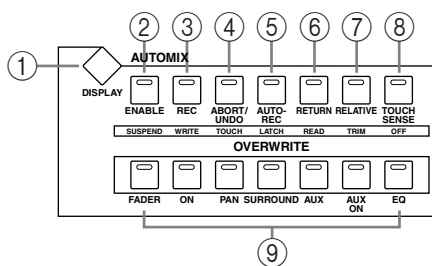 ② ③ ④ ⑤ ⑥ ⑦ ⑧
① AUTOMIX
DISPLAY
ENABLE REC ABORT/ AUTO- RETURN RELATIVE TOUCH
UNDO REC SENSE
SUSPEND WRITE TOUCH LATCH READ TRIM OFF
OVERWRITE
FADER ON PAN SURROUND AUX AUX EQ
ON
⑨